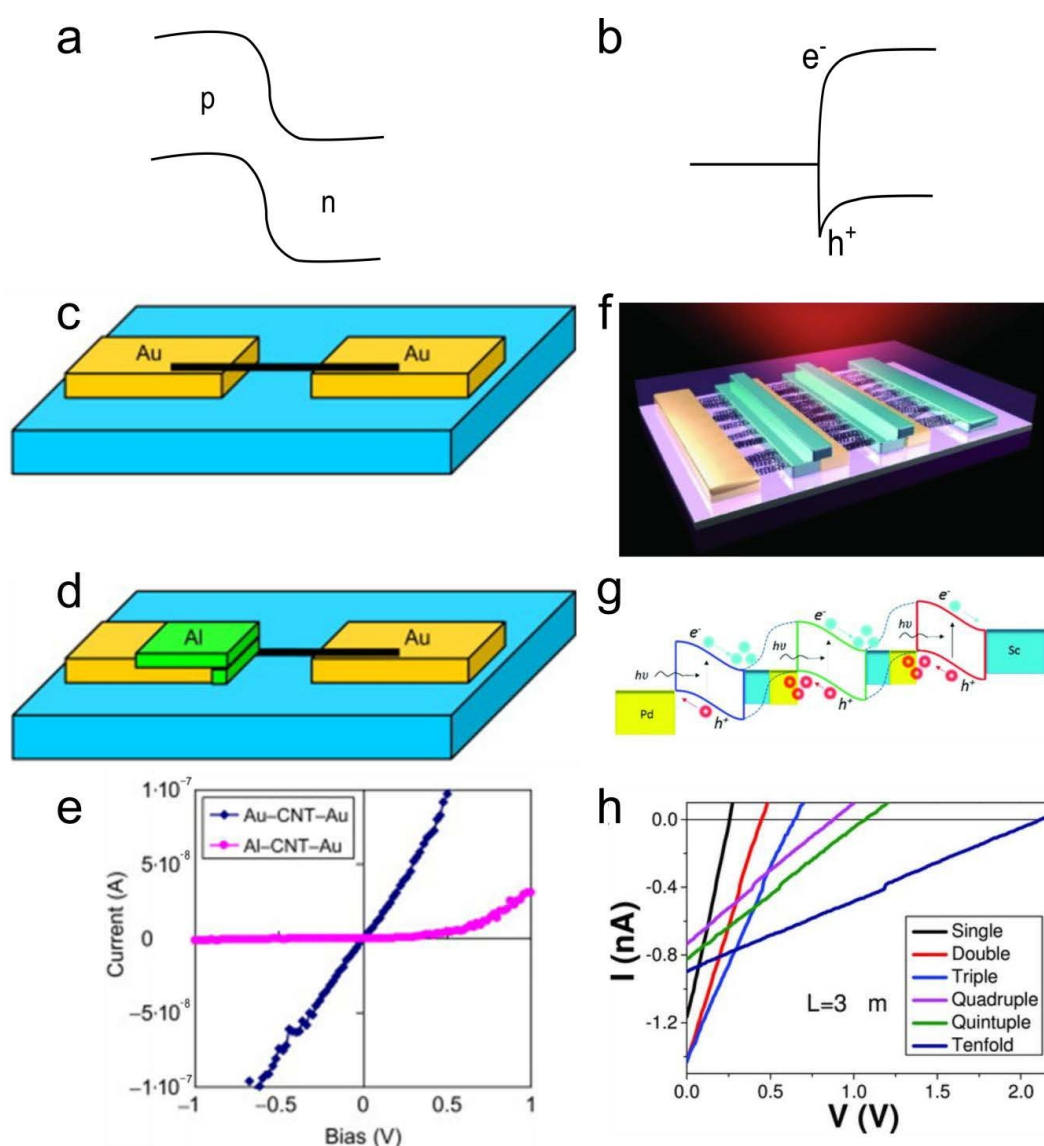 a
p
n
b
e-
h+
c
Au
Au
d
Al
Au
e
1·10-7
5·10-8
0
–5·10-8
–1·10-7
Current (A)
Au–CNT–Au
Al–CNT–Au
–1
–0.5
0
0.5
1
Bias (V)
f
g
e-
hυ
h+
Pd
e-
hυ
h+
e-
hυ
h+
Sc
h
0.0
-0.4
-0.8
-1.2
I (nA)
Single
Double
Triple
Quadruple
Quintuple
Tenfold
L=3 m
0.0
0.5
1.0
1.5
2.0
V (V)